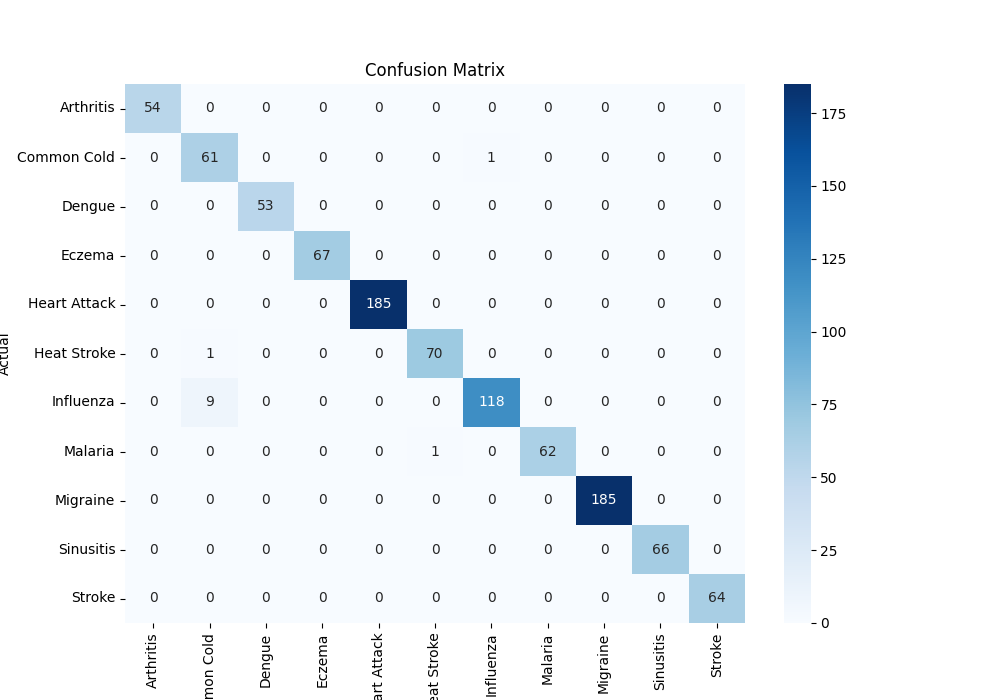 Confusion Matrix
Arthritis 54 0 0 0 0 0 0 0 0 0 0
Common Cold 0 61 0 0 0 0 1 0 0 0 0
Dengue 0 0 53 0 0 0 0 0 0 0 0
Eczema 0 0 0 67 0 0 0 0 0 0 0
Heart Attack 0 0 0 0 185 0 0 0 0 0 0
Heat Stroke 0 1 0 0 0 70 0 0 0 0 0
Influenza 0 9 0 0 0 0 118 0 0 0 0
Malaria 0 0 0 0 0 1 0 62 0 0 0
Migraine 0 0 0 0 0 0 0 0 185 0 0
Sinusitis 0 0 0 0 0 0 0 0 0 66 0
Stroke 0 0 0 0 0 0 0 0 0 0 64
Actual
Arthritis
mon Cold
Dengue
Eczema
art Attack
eat Stroke
Influenza
Malaria
Migraine
Sinusitis
Stroke
175
150
125
100
75
50
25
0